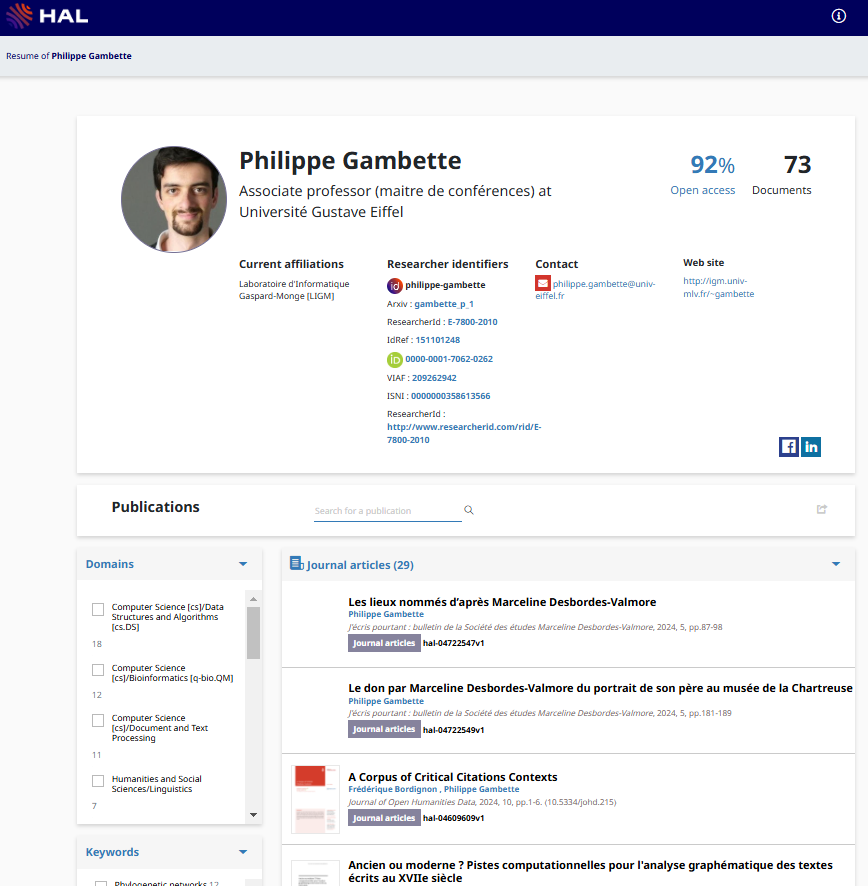 HAL
Resume of Philippe Gambette
Philippe Gambette
Associate professor (maitre de conférences) at
Université Gustave Eiffel
92%
Open access
73
Documents
Current affiliations
Laboratoire d'Informatique
Gaspard-Monge [LIGM]
Researcher identifiers
philippe-gambette
Arxiv : gambette_p_1
ResearcherId : E-7800-2010
IdRef : 151101248
0000-0001-7062-0262
VIAF : 209262942
ISNI : 0000000358613566
ResearcherId :
http://www.researcherid.com/rid/E-
7800-2010
Contact
philippe.gambette@univ-
eiffel.fr
Web site
http://igm.univ-
mlv.fr/~gambette
Publications
Search for a publication
Domains
Computer Science [cs]/Data
Structures and Algorithms
[cs.DS]
18
Computer Science
[cs]/Bioinformatics [q-bio.QM]
12
Computer Science
[cs]/Document and Text
Processing
11
Humanities and Social
Sciences/Linguistics
7
Keywords
Phylogenetic networks 12
Journal articles (29)
Les lieux nommés d’après Marceline Desbordes-Valmore
Philippe Gambette
J'écris pourtant : bulletin de la Société des études Marceline Desbordes-Valmore, 2024, 5, pp.87-98
Journal articles hal-04722547v1
Le don par Marceline Desbordes-Valmore du portrait de son père au musée de la Chartreuse
Philippe Gambette
J'écris pourtant : bulletin de la Société des études Marceline Desbordes-Valmore, 2024, 5, pp.181-189
Journal articles hal-04722549v1
A Corpus of Critical Citations Contexts
Frédérique Bordignon , Philippe Gambette
Journal of Open Humanities Data, 2024, 10, pp.1-6. (10.5334/johd.215)
Journal articles hal-04609609v1
Ancien ou moderne ? Pistes computationnelles pour l'analyse graphématique des textes
écrits au XVIIe siècle